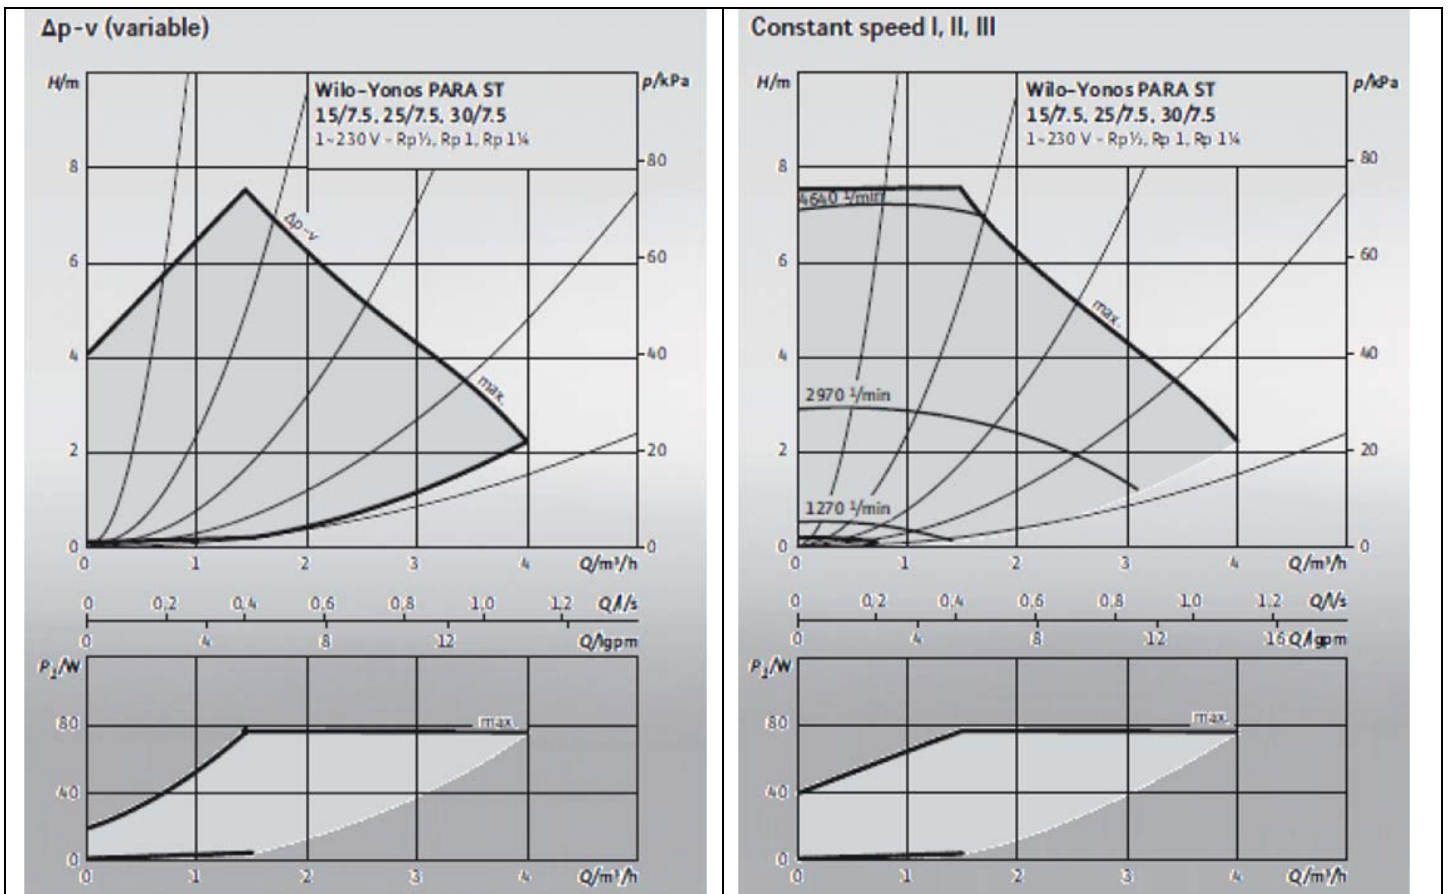 Δp-v (variable)
H/m
p/kPa
Wilo-Yonos PARA ST
15/7.5, 25/7.5, 30/7.5
1~230 V - Rp ½, Rp 1, Rp 1¼
8
80
Δp-v
6
60
4
40
max.
2
20
0
0
0 1 2 3 4 Q/m³/h
0 0,2 0,4 0,6 0,8 1,0 1,2 Q/l/s
0 4 8 12 Q/Igpm
P₁/W
80
max.
40
0
0 1 2 3 4 Q/m³/h
Constant speed I, II, III
H/m
p/kPa
Wilo-Yonos PARA ST
15/7.5, 25/7.5, 30/7.5
1~230 V - Rp ½, Rp 1, Rp 1¼
8
80
4640 1/min
6
60
max.
4
40
2970 1/min
2
20
1270 1/min
0
0
0 1 2 3 4 Q/m³/h
0 0,2 0,4 0,6 0,8 1,0 1,2 Q/l/s
0 4 8 12 16 Q/Igpm
P₁/W
80
max.
40
0
0 1 2 3 4 Q/m³/h